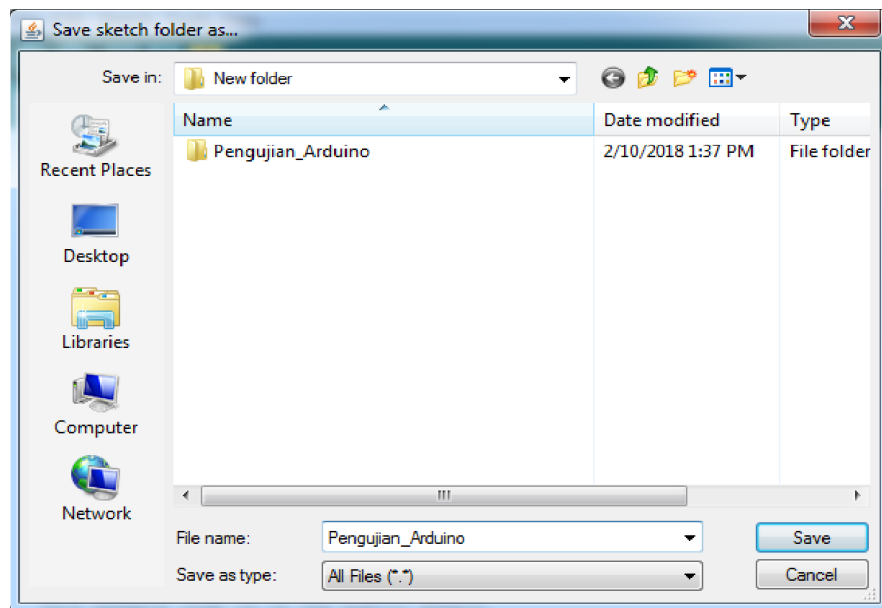 Save sketch folder as...
Save in: New folder
Name Date modified Type
Pengujian_Arduino 2/10/2018 1:37 PM File folder
Recent Places
Desktop
Libraries
Computer
Network
File name: Pengujian_Arduino Save
Save as type: All Files (*.*) Cancel